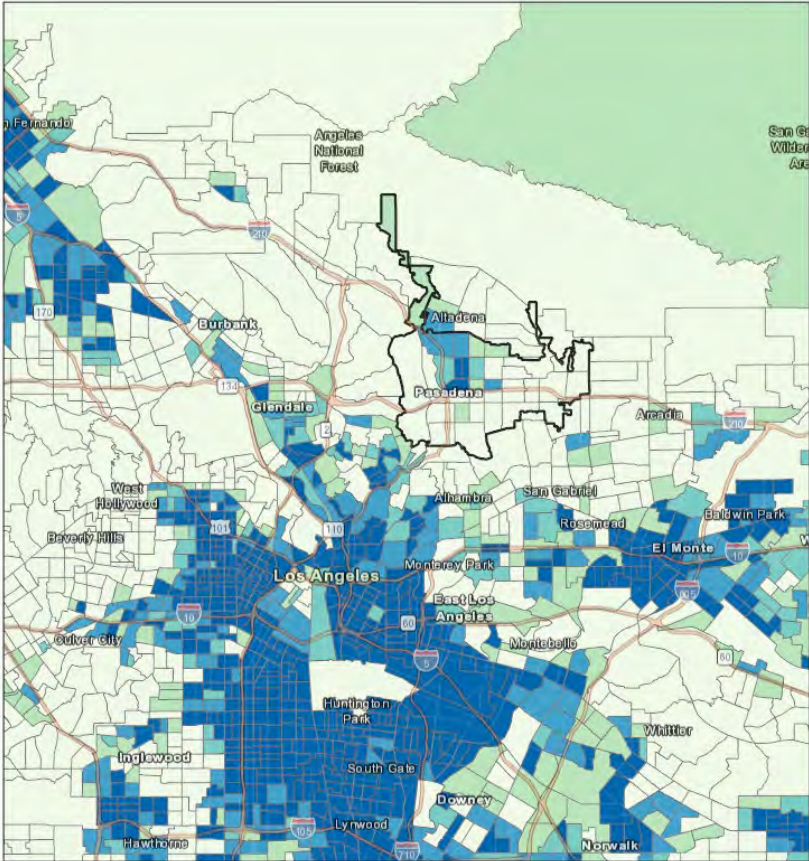 n Fernando
Angeles
National
Forest
San Ga
Wilder
Are
5
210
170
Burbank
Altadena
134
Glendale
Pasadena
2
Arcadia
210
West
Hollywood
Alhambra
San Gabriel
Rosemead
Baldwin Park
101
110
Beverly Hills
El Monte
10
W
Monterey Park
Los Angeles
East Los
Angeles
10
605
60
Culver City
Montebello
60
5
Huntington
Park
Whittier
Inglewood
South Gate
Downey
Lynwood
105
Hawthorne
710
Norwalk